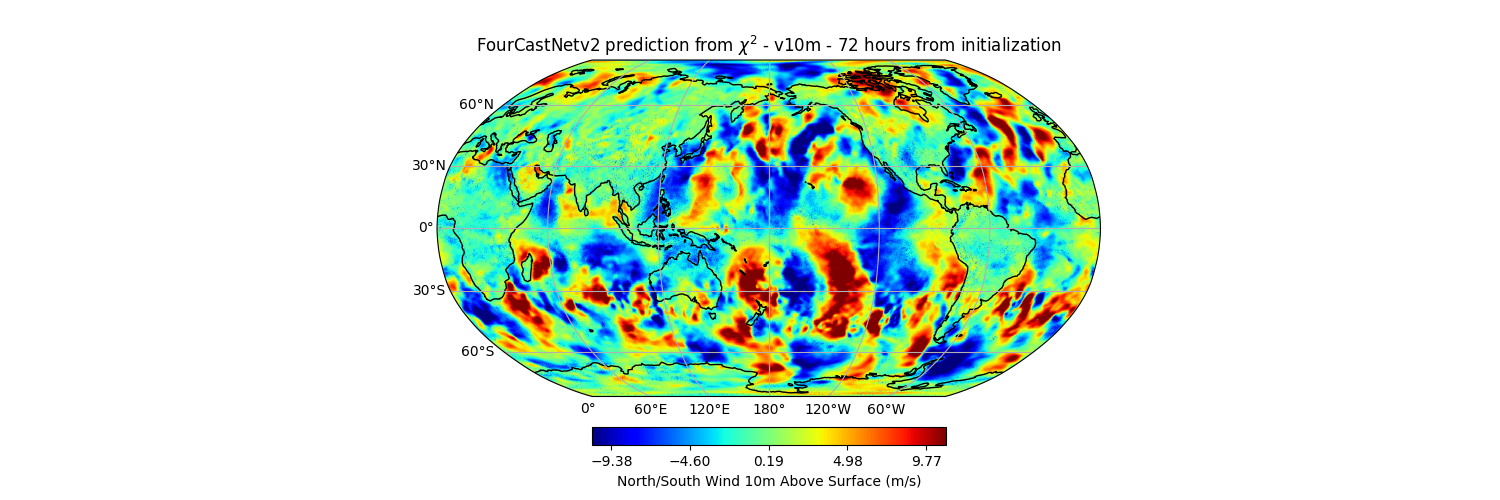 FourCastNetv2 prediction from χ² - v10m - 72 hours from initialization
60°N
30°N
0°
30°S
60°S
0° 60°E 120°E 180° 120°W 60°W
−9.38 −4.60 0.19 4.98 9.77
North/South Wind 10m Above Surface (m/s)